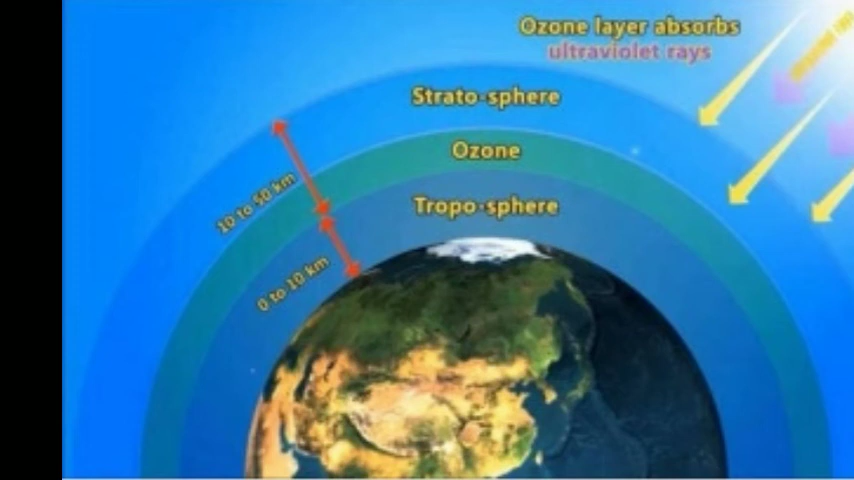 Ozone layer absorbs
ultraviolet rays
Strato-sphere
Ozone
Tropo-sphere
10 to 50 km
0 to 10 km